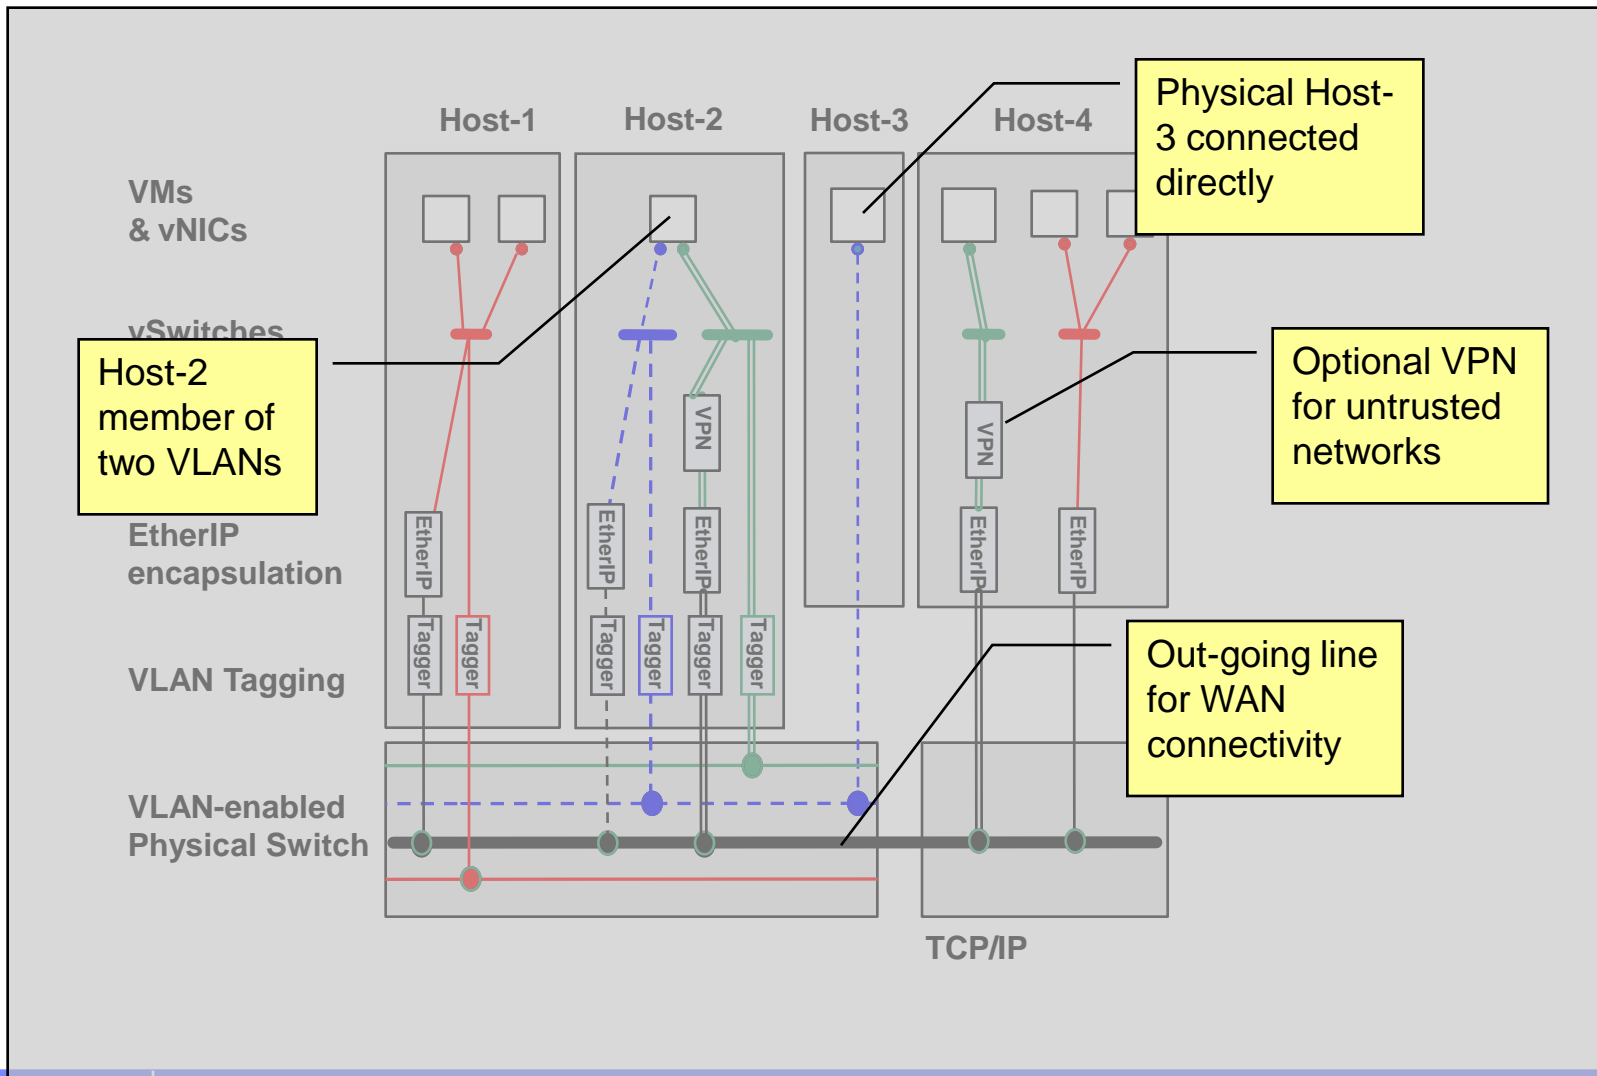 Host-1
Host-2
Host-3
Host-4
Physical Host-
3 connected
directly
VMs
& vNICs
vSwitches
Host-2
member of
two VLANs
Optional VPN
for untrusted
networks
VPN
VPN
EtherIP
encapsulation
EtherIP
EtherIP
EtherIP
EtherIP
EtherIP
VLAN Tagging
Tagger
Tagger
Tagger
Tagger
Tagger
Tagger
Out-going line
for WAN
connectivity
VLAN-enabled
Physical Switch
TCP/IP